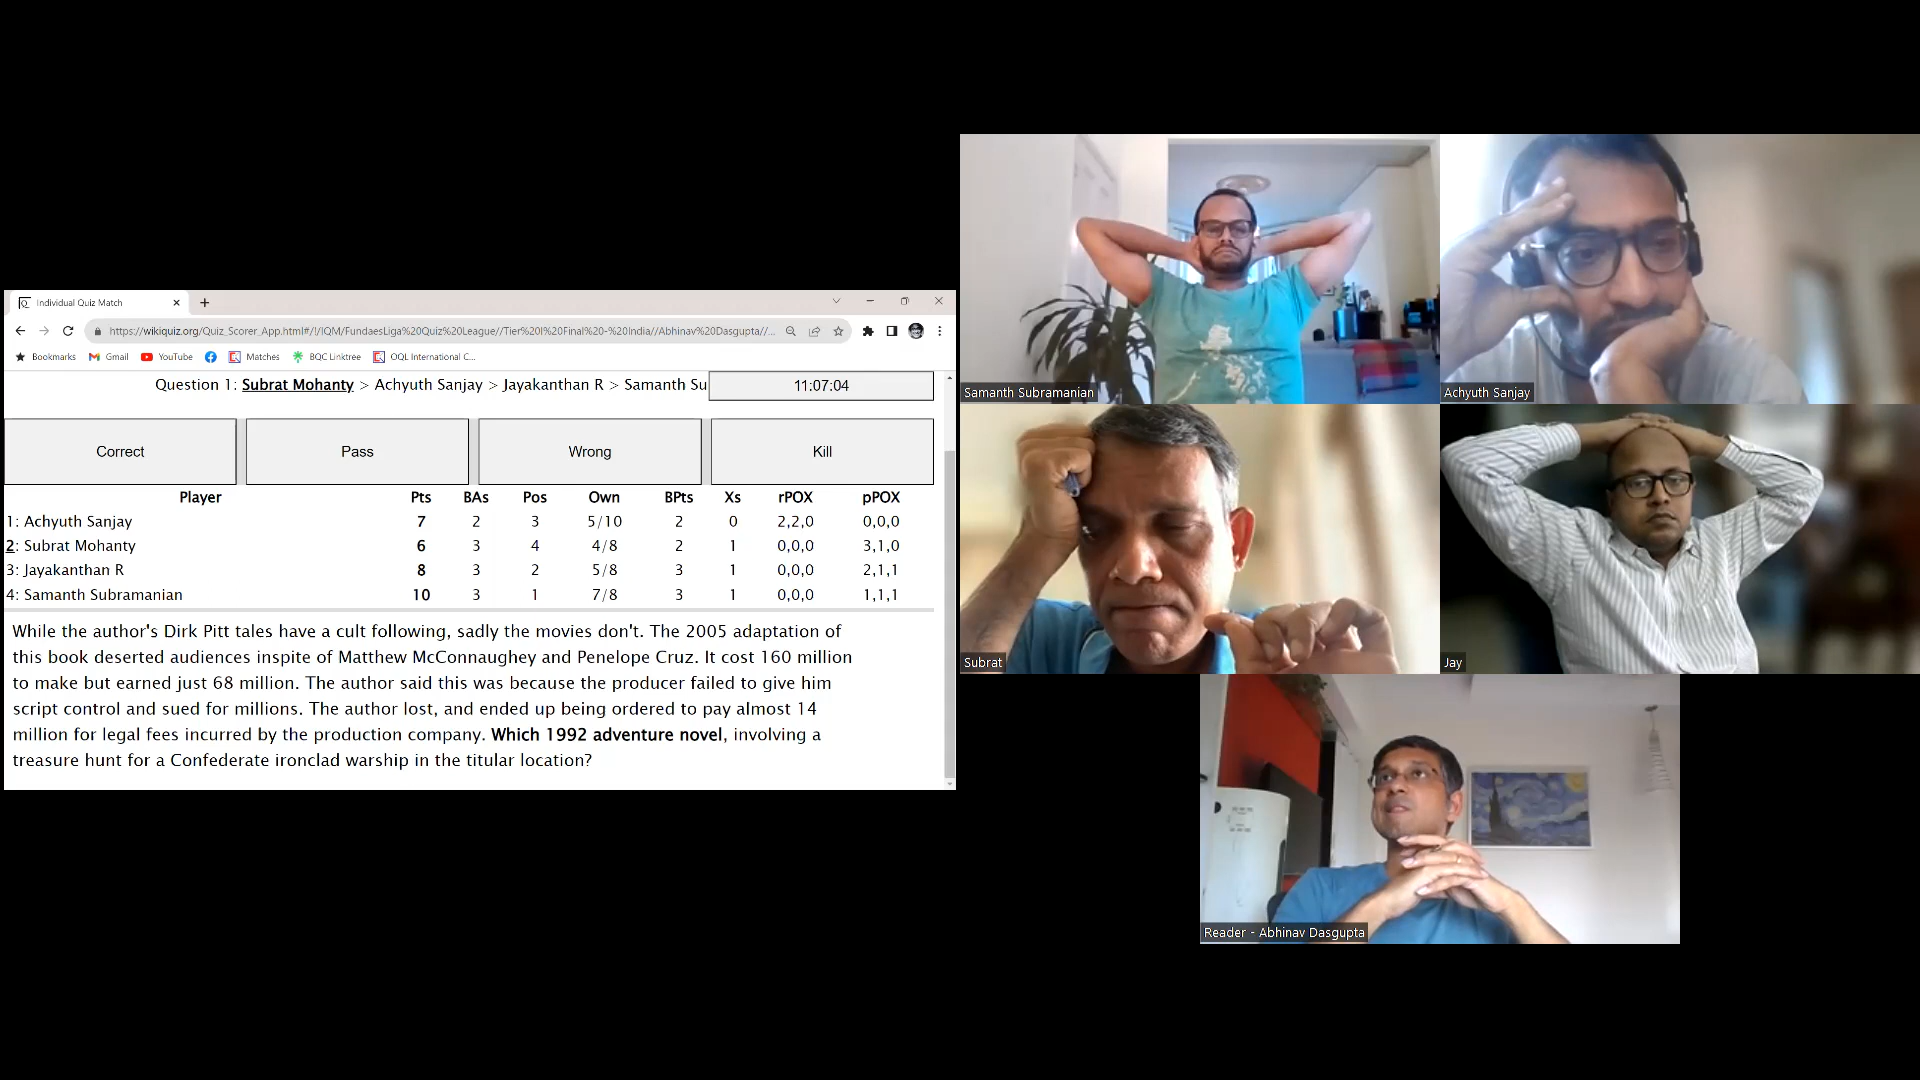 Individual Quiz Match
https://wikiquiz.org/Quiz_Scorer_App.html#/!/IQM/FundaesLiga%20Quiz%20League//Tier%20I%20Final%20-%20India//Abhinav%20Dasgupta//...
Bookmarks Gmail YouTube Matches BQC Linktree OQL International C...
Question 1: Subrat Mohanty > Achyuth Sanjay > Jayakanthan R > Samanth Su
11:07:04
Correct Pass Wrong Kill
Player Pts BAs Pos Own BPts Xs rPOX pPOX
1: Achyuth Sanjay 7 2 3 5/10 2 0 2,2,0 0,0,0
2: Subrat Mohanty 6 3 4 4/8 2 1 0,0,0 3,1,0
3: Jayakanthan R 8 3 2 5/8 3 1 0,0,0 2,1,1
4: Samanth Subramanian 10 3 1 7/8 3 1 0,0,0 1,1,1
While the author's Dirk Pitt tales have a cult following, sadly the movies don't. The 2005 adaptation of
this book deserted audiences inspite of Matthew McConnaughey and Penelope Cruz. It cost 160 million
to make but earned just 68 million. The author said this was because the producer failed to give him
script control and sued for millions. The author lost, and ended up being ordered to pay almost 14
million for legal fees incurred by the production company. Which 1992 adventure novel, involving a
treasure hunt for a Confederate ironclad warship in the titular location?
Samanth Subramanian
Achyuth Sanjay
Subrat
Jay
Reader - Abhinav Dasgupta